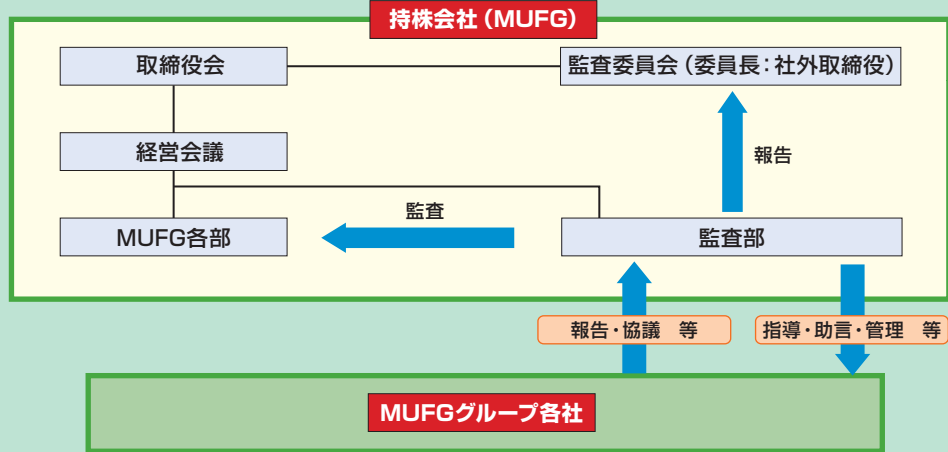 持株会社（MUFG）
取締役会
監査委員会（委員長：社外取締役）
経営会議
報告
監査
MUFG各部
監査部
報告・協議　等
指導・助言・管理　等
MUFGグループ各社